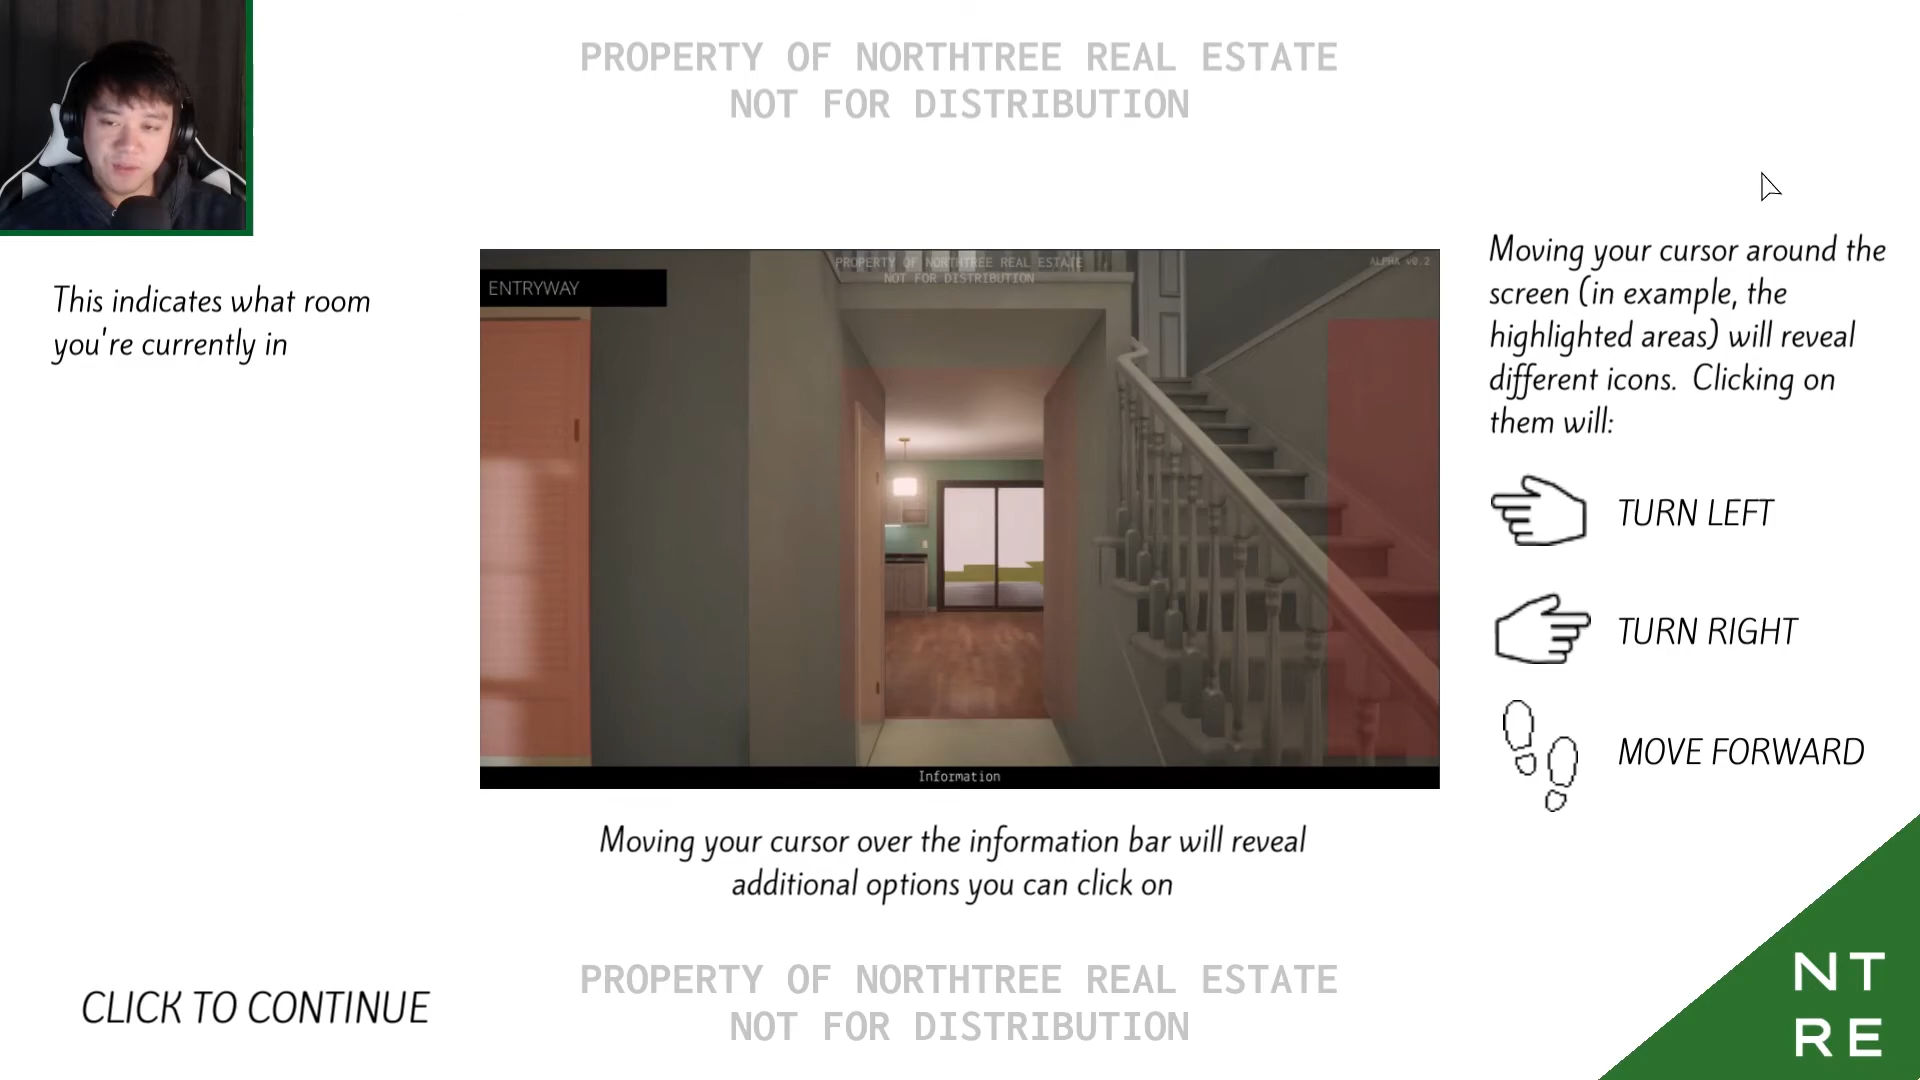 PROPERTY OF NORTHTREE REAL ESTATE
NOT FOR DISTRIBUTION
This indicates what room
you're currently in
PROPERTY OF NORTHTREE REAL ESTATE
NOT FOR DISTRIBUTION
ALPHA v0.2
ENTRYWAY
Information
Moving your cursor around the
screen (in example, the
highlighted areas) will reveal
different icons. Clicking on
them will:
TURN LEFT
TURN RIGHT
MOVE FORWARD
Moving your cursor over the information bar will reveal
additional options you can click on
CLICK TO CONTINUE
PROPERTY OF NORTHTREE REAL ESTATE
NOT FOR DISTRIBUTION
NT
RE